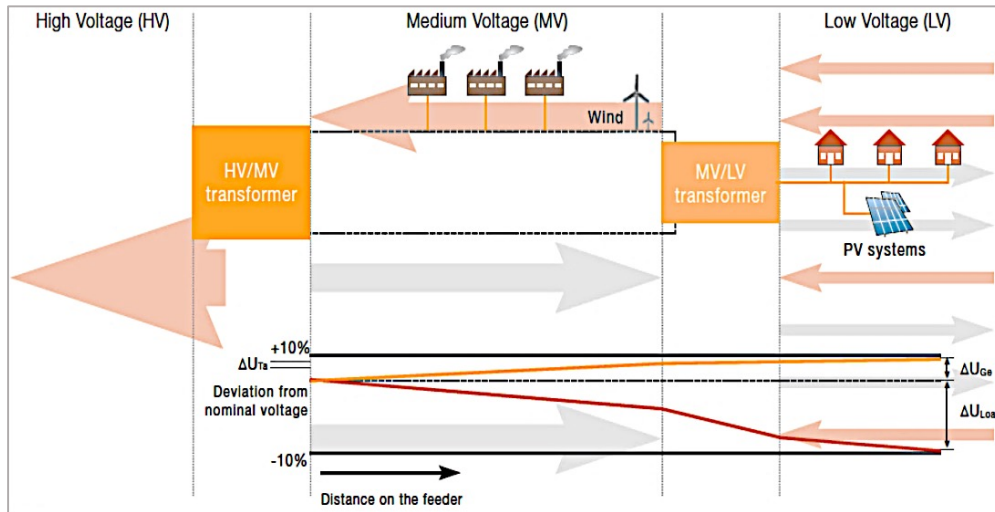 High Voltage (HV)
Medium Voltage (MV)
Low Voltage (LV)
Wind
HV/MV
transformer
MV/LV
transformer
PV systems
+10%
ΔUTa
Deviation from
nominal voltage
-10%
ΔUGe
ΔULoa
Distance on the feeder